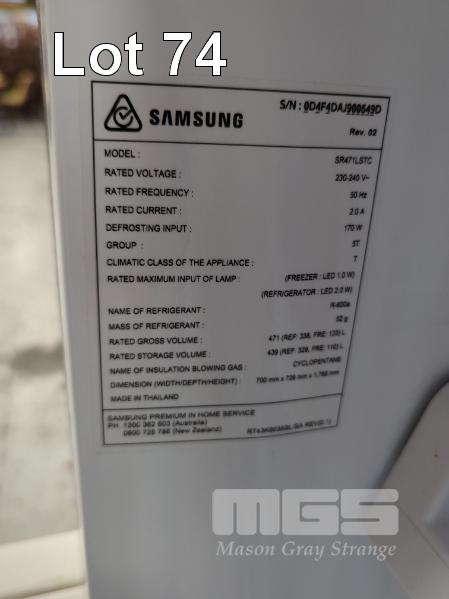 Lot 74
S/N : 0D4F4DAJ900649D
SAMSUNG
Rev. 02
MODEL : SR471LSTC
RATED VOLTAGE : 230-240 V~
RATED FREQUENCY : 50 Hz
RATED CURRENT : 2.0 A
DEFROSTING INPUT : 170 W
GROUP : 5T
CLIMATIC CLASS OF THE APPLIANCE : T
RATED MAXIMUM INPUT OF LAMP : (FREEZER : LED 1.0 W)
(REFRIGERATOR : LED 2.0 W)
NAME OF REFRIGERANT : R-600a
MASS OF REFRIGERANT : 52 g
RATED GROSS VOLUME : 471 (REF: 338, FRE: 133) L
RATED STORAGE VOLUME : 439 (REF: 329, FRE: 110) L
NAME OF INSULATION BLOWING GAS : CYCLOPENTANE
DIMENSION (WIDTH/DEPTH/HEIGHT) : 700 mm x 726 mm x 1,788 mm
MADE IN THAILAND
SAMSUNG PREMIUM IN HOME SERVICE
PH. 1300 362 603 (Australia)
0800 726 786 (New Zealand)
MGS
Mason Gray Strange